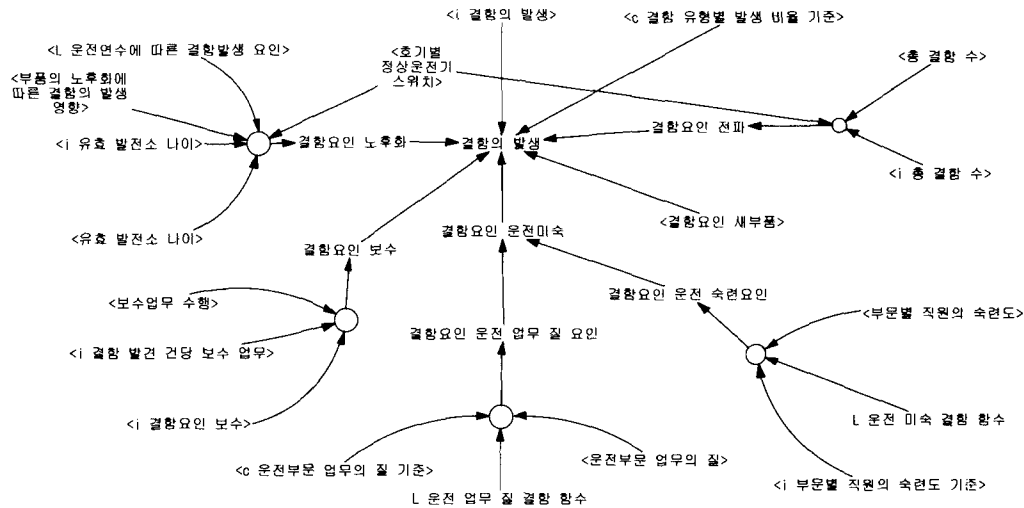 <i 결함의 발생>
<c 결함 유형별 발생 비율 기준>
<L 운전연수에 따른 결함발생 요인>
<호기별
정상운전기
스위치>
<총 결함 수>
<부품의 노후화에
따른 결함의 발생
영향>
<i 유효 발전소 나이>
결함요인 노후화
결함의 발생
결함요인 전파
<i 총 결함 수>
<유효 발전소 나이>
결함요인 보수
결함요인 운전미숙
<결함요인 새부품>
<보수업무 수행>
결함요인 운전 숙련요인
<부문별 직원의 숙련도>
<i 결함 발견 건당 보수 업무>
결함요인 운전 업무 질 요인
<i 결함요인 보수>
L 운전 미숙 결함 함수
<c 운전부문 업무의 질 기준>
<운전부문 업무의 질>
<i 부문별 직원의 숙련도 기준>
L 운전 업무 질 결함 함수